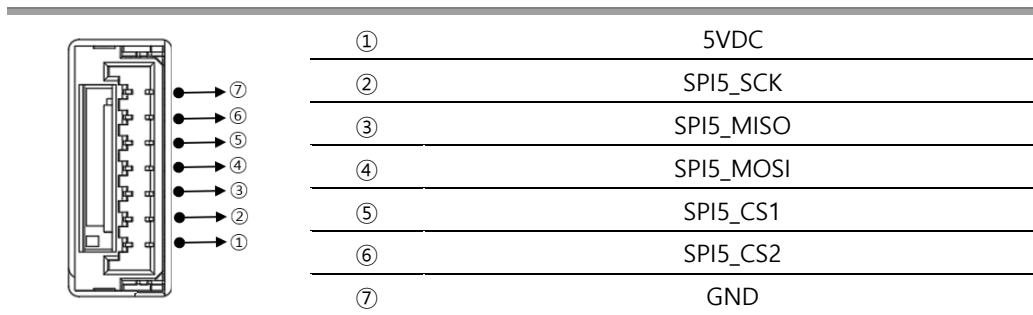 ⑦
⑥
⑤
④
③
②
①
① 5VDC
② SPI5_SCK
③ SPI5_MISO
④ SPI5_MOSI
⑤ SPI5_CS1
⑥ SPI5_CS2
⑦ GND